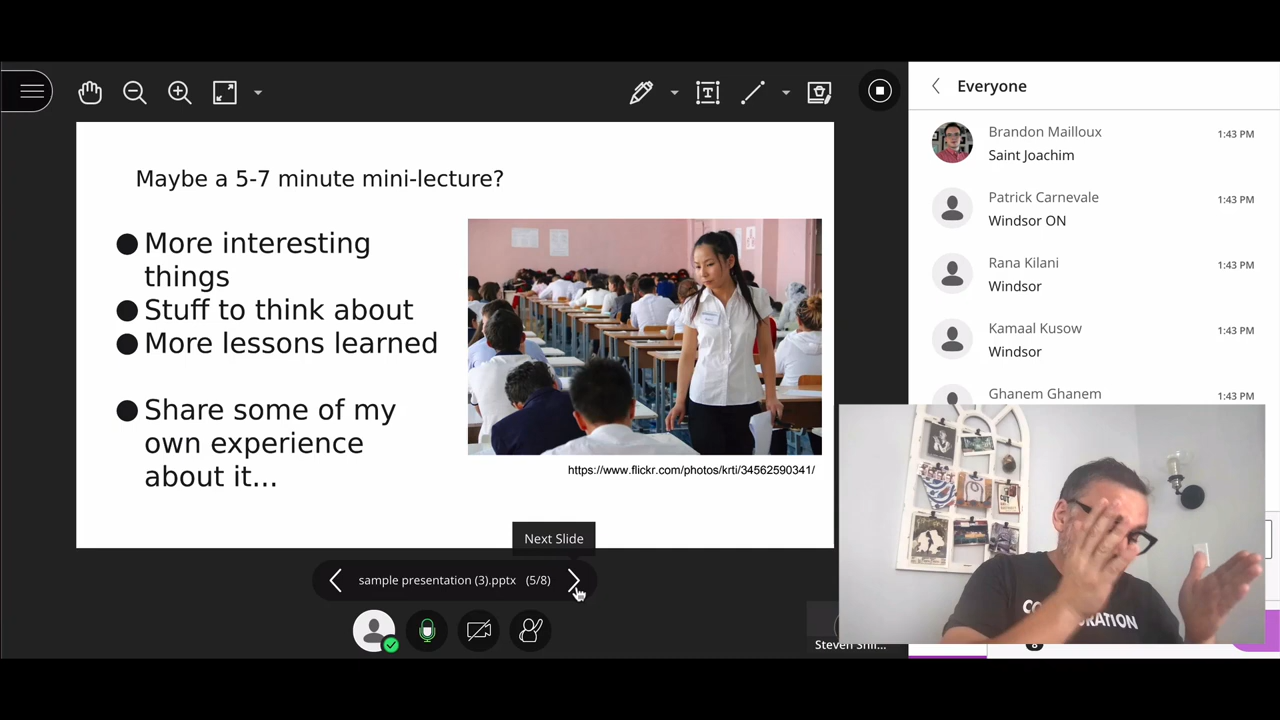 Everyone
Brandon Mailloux
1:43 PM
Saint Joachim
Patrick Carnevale
1:43 PM
Windsor ON
Rana Kilani
1:43 PM
Windsor
Kamaal Kusow
1:43 PM
Windsor
Ghanem Ghanem
1:43 PM
Maybe a 5-7 minute mini-lecture?
● More interesting
things
● Stuff to think about
● More lessons learned
● Share some of my
own experience
about it...
https://www.flickr.com/photos/krti/34562590341/
Next Slide
sample presentation (3).pptx (5/8)